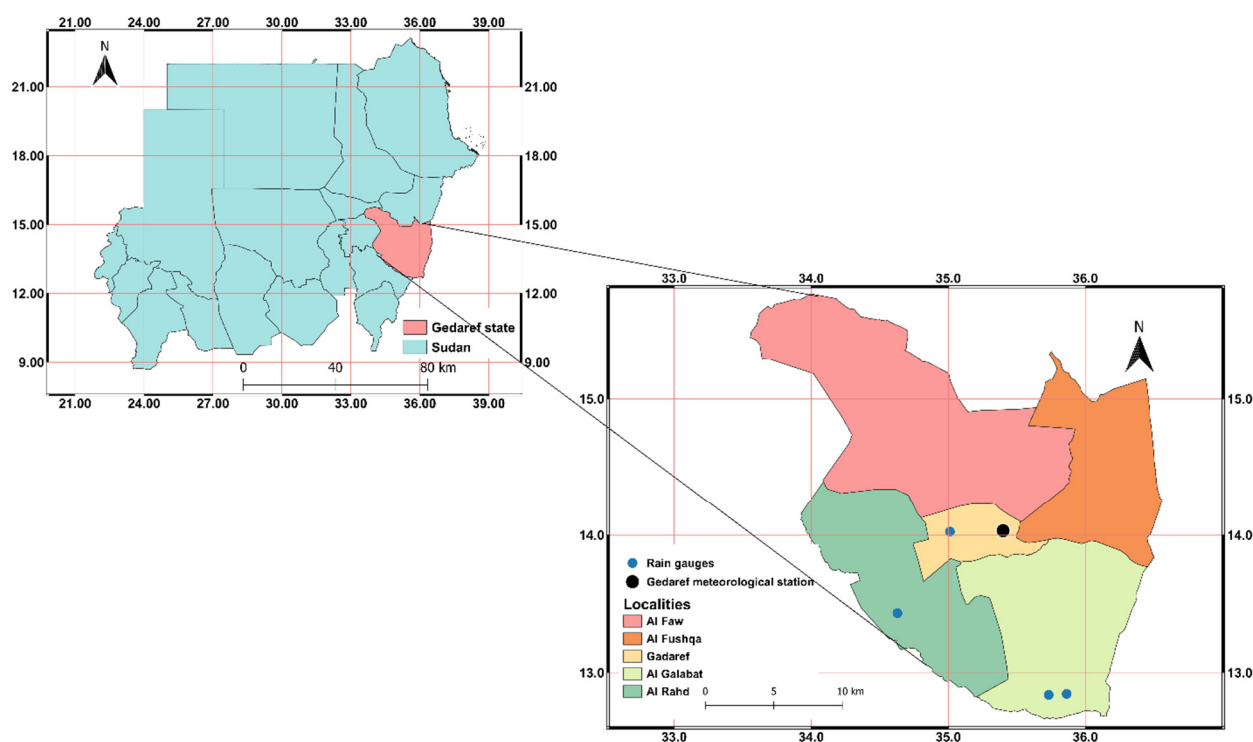 21.00 24.00 27.00 30.00 33.00 36.00 39.00
N
21.00 21.00
18.00 18.00
15.00 15.00
12.00 12.00
9.00 9.00
Gedaref state
Sudan
0 40 80 km
21.00 24.00 27.00 30.00 33.00 36.00 39.00
33.0 34.0 35.0 36.0
N
15.0 15.0
14.0 14.0
13.0 13.0
Rain gauges
Gedaref meteorological station
Localities
Al Faw
Al Fushqa
Gadaref
Al Galabat
Al Rahd
0 5 10 km
33.0 34.0 35.0 36.0